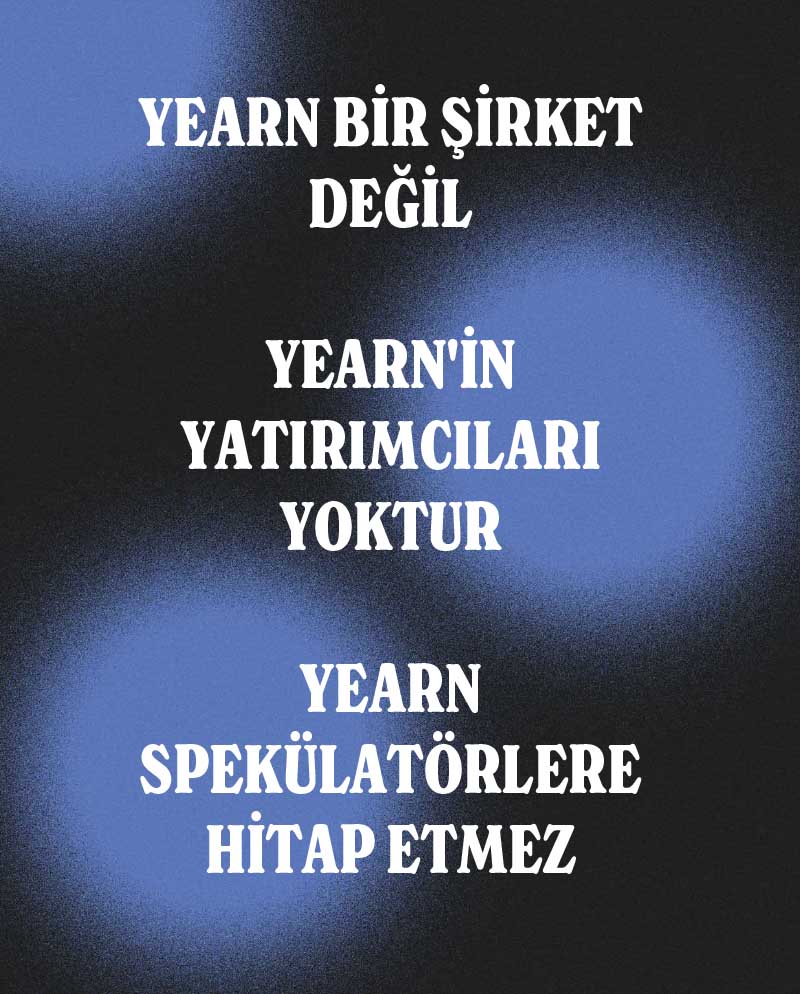 YEARN BİR ŞİRKET
DEĞİL
YEARN'İN
YATIRIMCILARI
YOKTUR
YEARN
SPEKÜLATÖRLERE
HİTAP ETMEZ